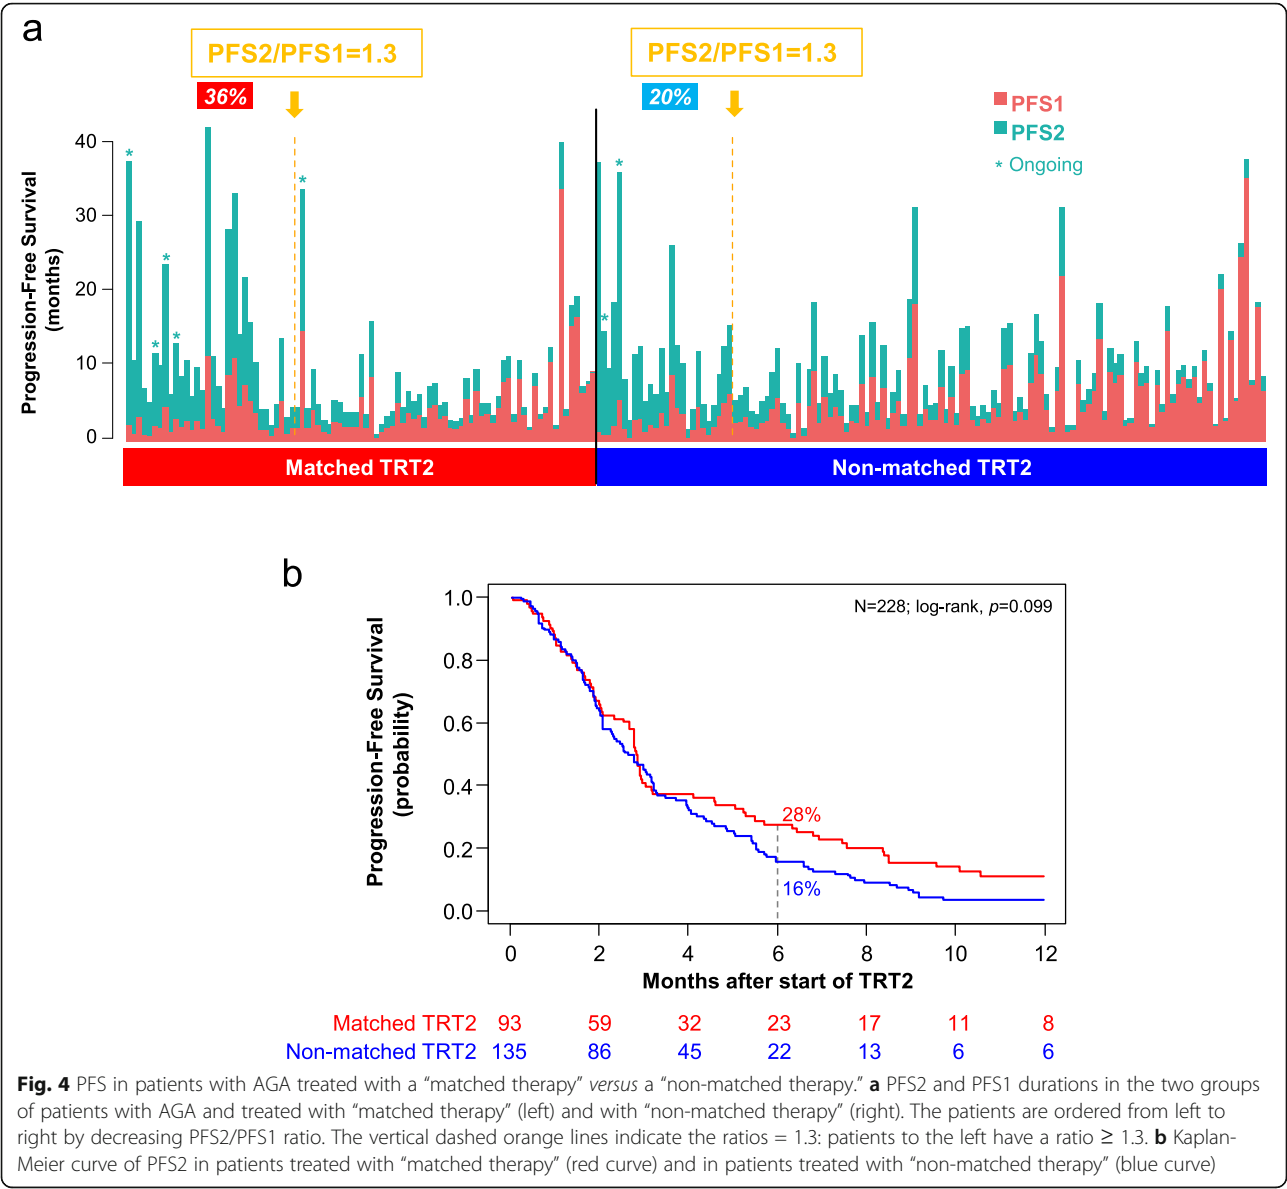 a
PFS2/PFS1=1.3
PFS2/PFS1=1.3
36%
20%
PFS1
PFS2
* Ongoing
Progression-Free Survival
(months)
40
30
20
10
0
*
*
*
*
*
*
*
Matched TRT2
Non-matched TRT2
b
N=228; log-rank, p=0.099
Progression-Free Survival
(probability)
1.0
0.8
0.6
0.4
0.2
0.0
28%
16%
0 2 4 6 8 10 12
Months after start of TRT2
Matched TRT2 93 59 32 23 17 11 8
Non-matched TRT2 135 86 45 22 13 6 6
Fig. 4 PFS in patients with AGA treated with a “matched therapy” versus a “non-matched therapy.” a PFS2 and PFS1 durations in the two groups
of patients with AGA and treated with “matched therapy” (left) and with “non-matched therapy” (right). The patients are ordered from left to
right by decreasing PFS2/PFS1 ratio. The vertical dashed orange lines indicate the ratios = 1.3: patients to the left have a ratio ≥ 1.3. b Kaplan-
Meier curve of PFS2 in patients treated with “matched therapy” (red curve) and in patients treated with “non-matched therapy” (blue curve)